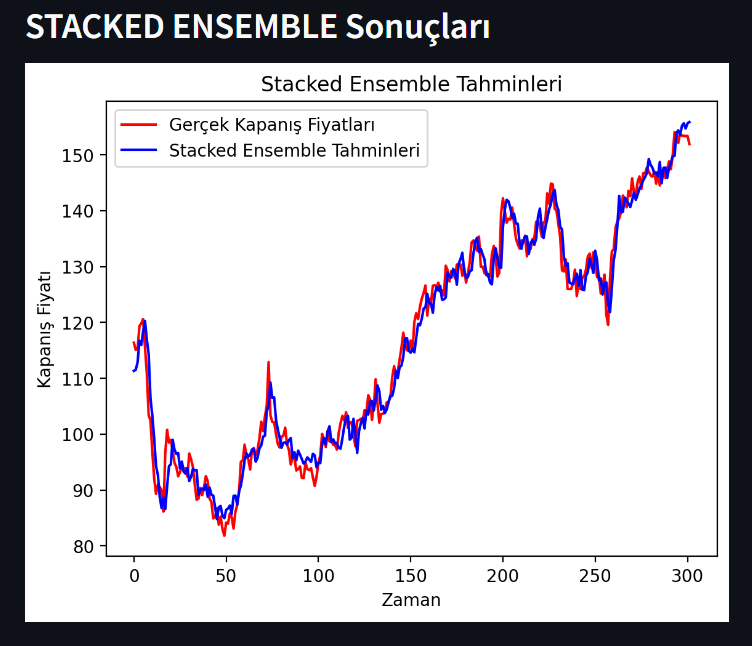 STACKED ENSEMBLE Sonuçları
Stacked Ensemble Tahminleri
Gerçek Kapanış Fiyatları
Stacked Ensemble Tahminleri
Kapanış Fiyatı
150
140
130
120
110
100
90
80
0 50 100 150 200 250 300
Zaman